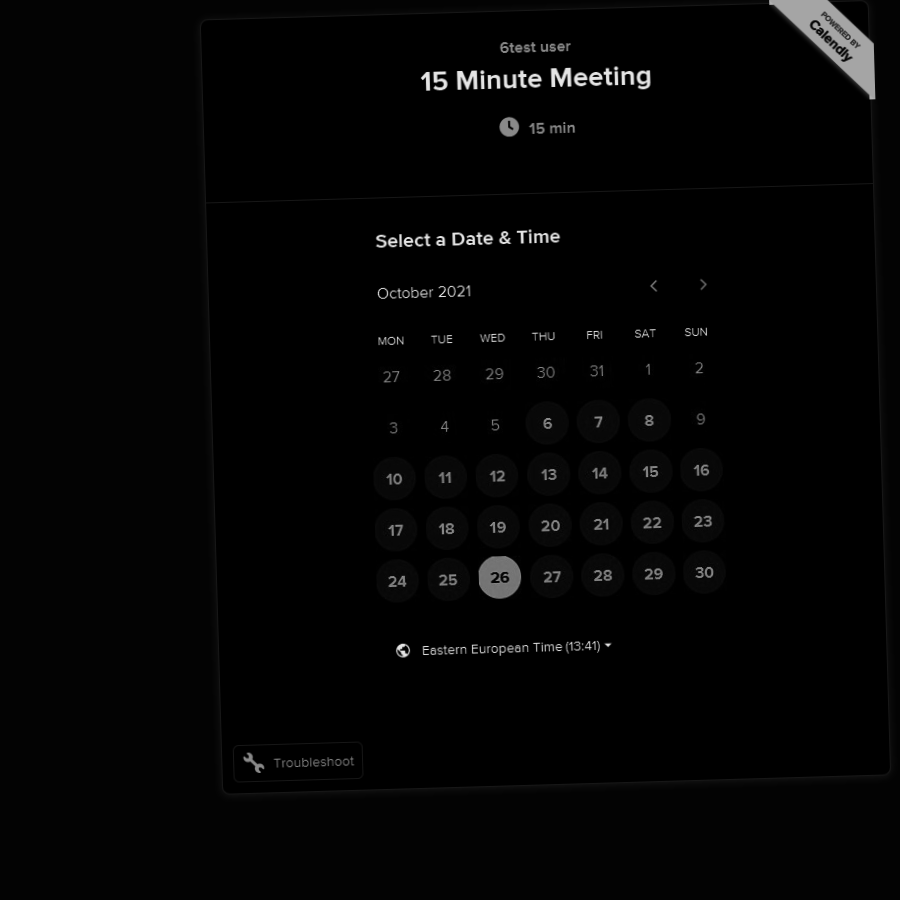 POWERED BY
Calendly
6test user
15 Minute Meeting
15 min
Select a Date & Time
October 2021
MON TUE WED THU FRI SAT SUN
27 28 29 30 31 1 2
3 4 5 6 7 8 9
10 11 12 13 14 15 16
17 18 19 20 21 22 23
24 25 26 27 28 29 30
Eastern European Time (13:41)
Troubleshoot